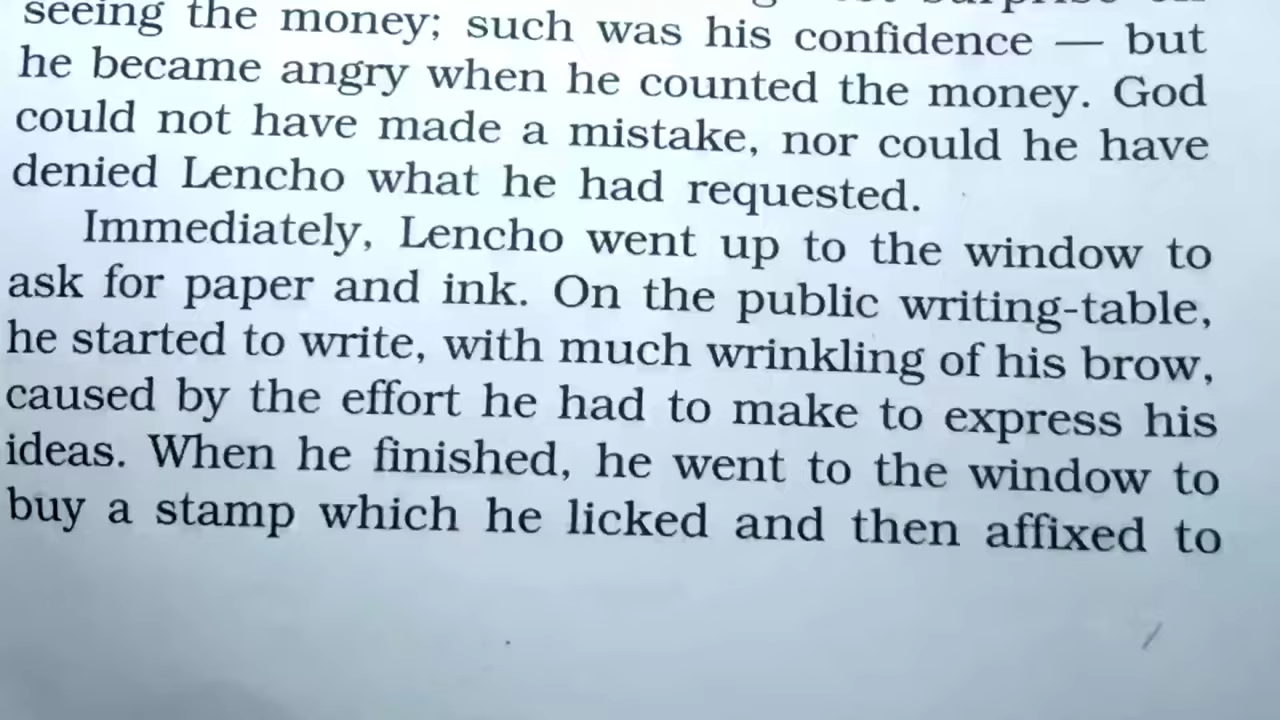 seeing the money; such was his confidence — but
he became angry when he counted the money. God
could not have made a mistake, nor could he have
denied Lencho what he had requested.
Immediately, Lencho went up to the window to
ask for paper and ink. On the public writing-table,
he started to write, with much wrinkling of his brow,
caused by the effort he had to make to express his
ideas. When he finished, he went to the window to
buy a stamp which he licked and then affixed to